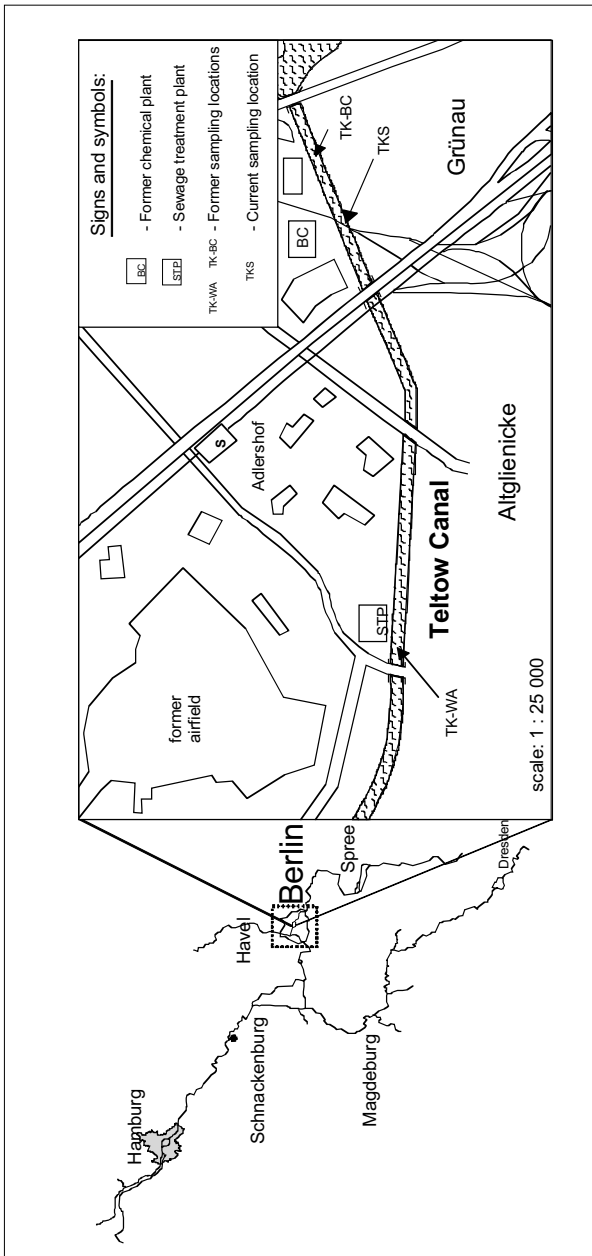 Hamburg
Schnackenburg
Magdeburg
Havel
Berlin
Spree
Dresden
former
airfield
S
Adlershof
STP
TK-WA
Teltow Canal
Altglienicke
scale: 1 : 25 000
BC
TK-BC
TKS
Grünau
Signs and symbols:
BC - Former chemical plant
STP - Sewage treatment plant
TK-WA TK-BC - Former sampling locations
TKS - Current sampling location